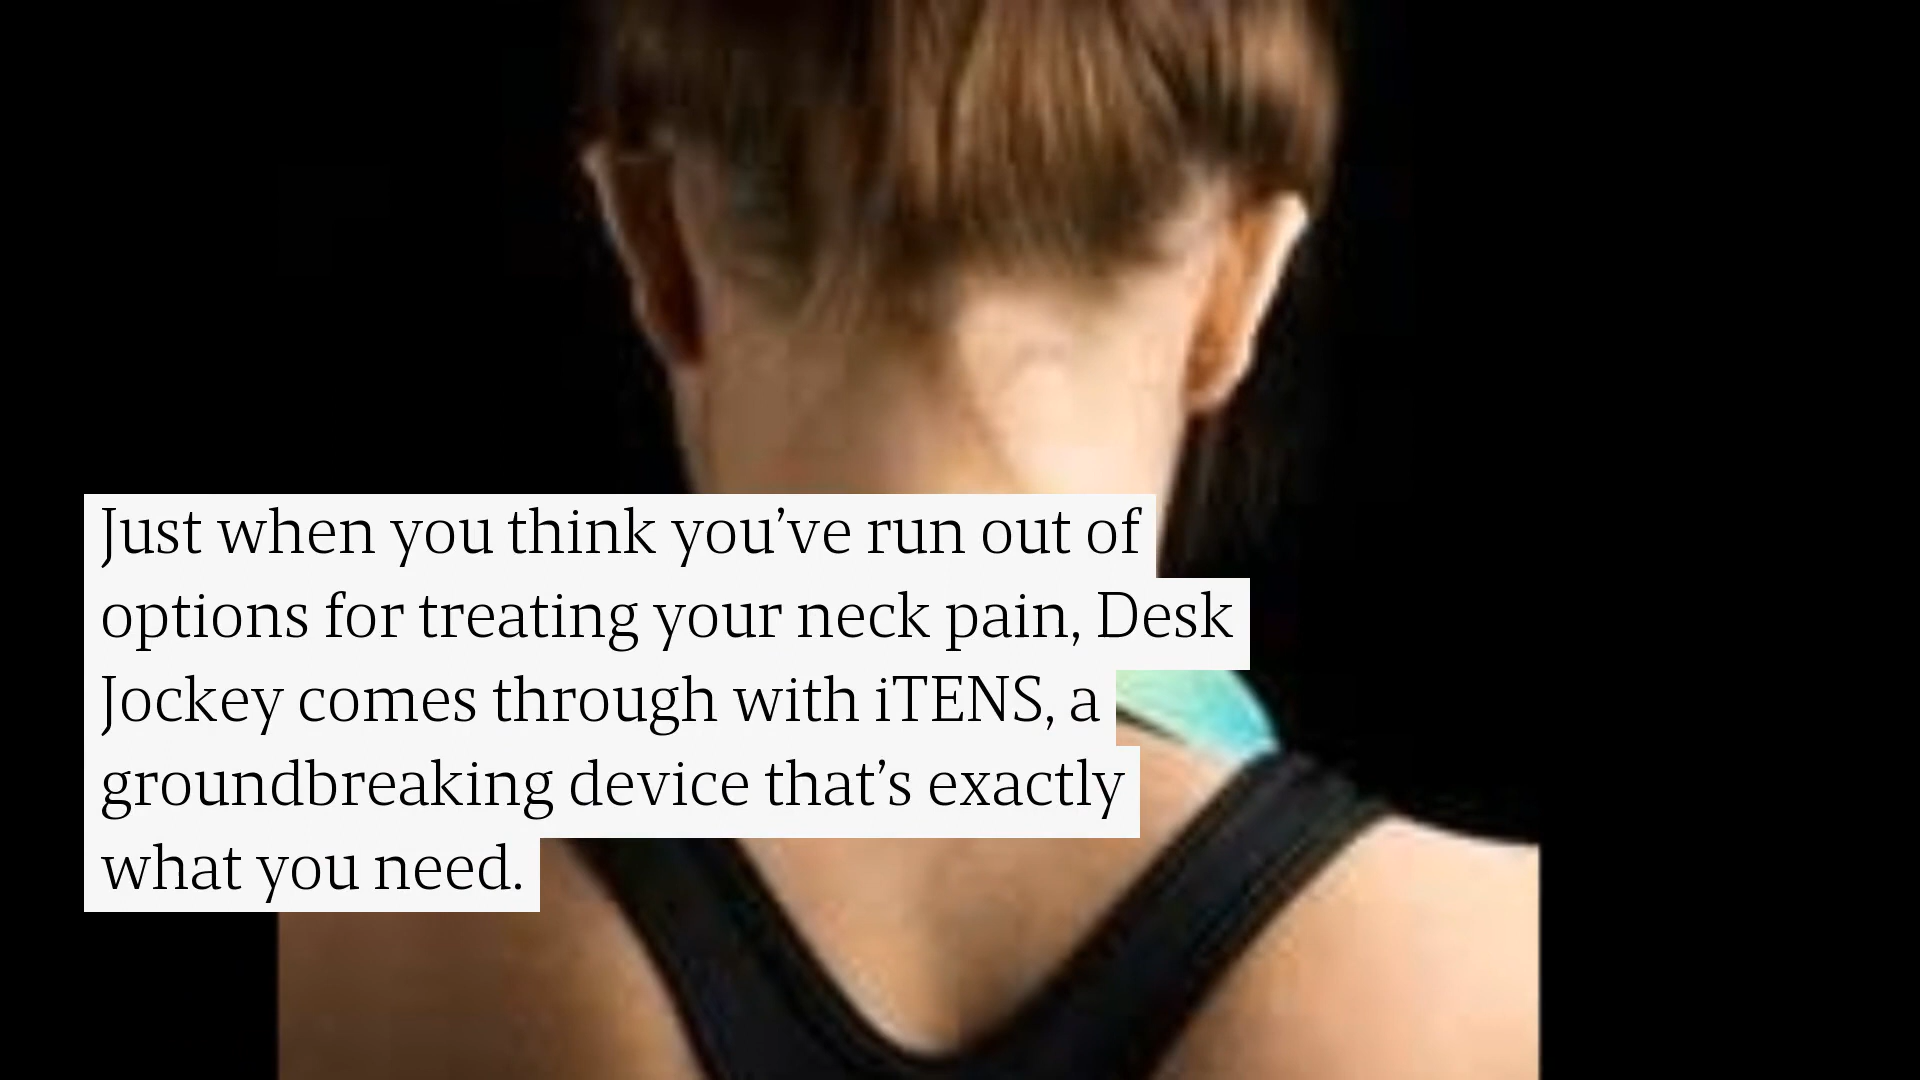 Just when you think you’ve run out of
options for treating your neck pain, Desk
Jockey comes through with iTENS, a
groundbreaking device that’s exactly
what you need.